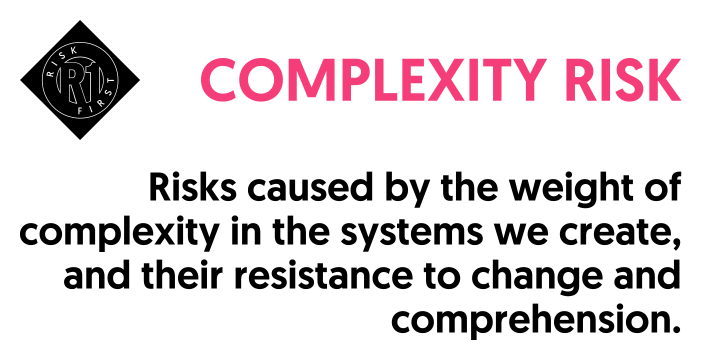 RISK
R1
FIRST
COMPLEXITY RISK
Risks caused by the weight of
complexity in the systems we create,
and their resistance to change and
comprehension.